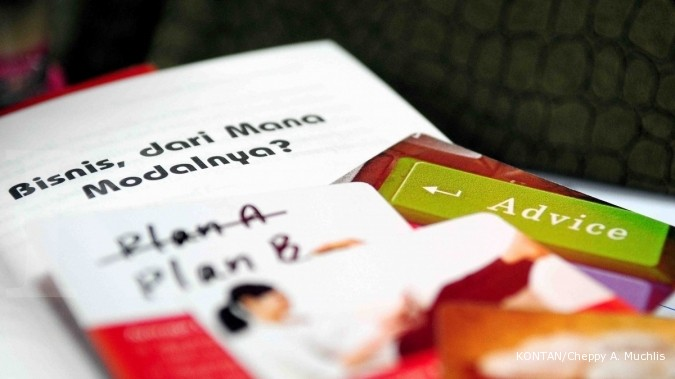 Bisnis, dari Mana
Modalnya?
Plan A
Plan B
Advice
KONTAN/Cheppy A. Muchlis